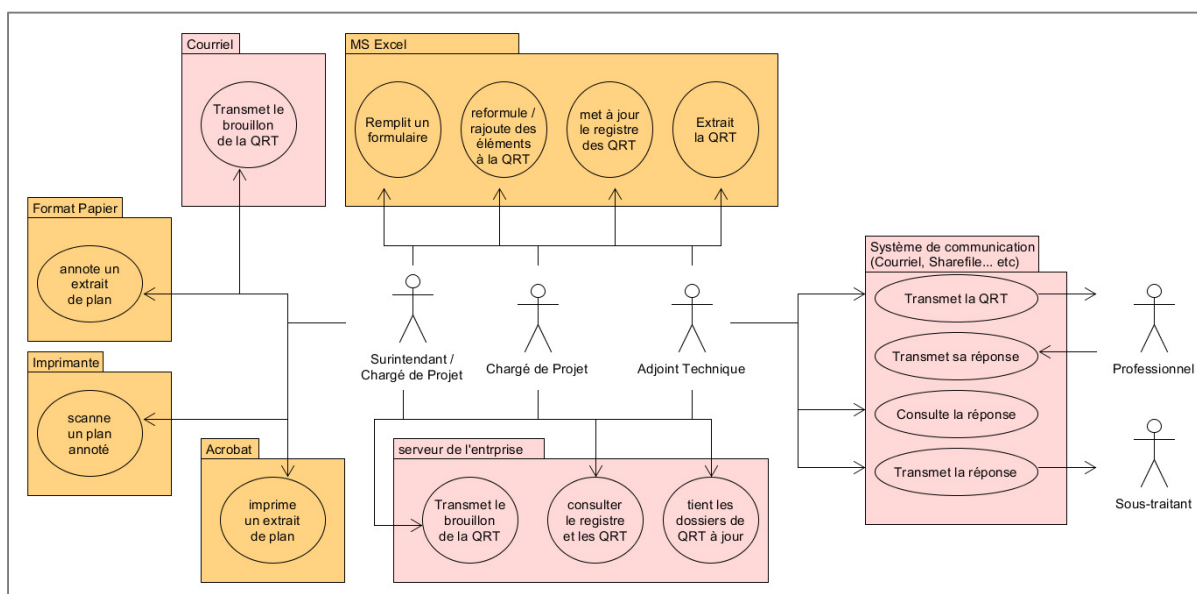 Courriel
Transmet le
brouillon
de la QRT
MS Excel
Remplit un
formulaire
reformule /
rajoute des
éléments
à la QRT
met à jour
le registre
des QRT
Extrait
la QRT
Format Papier
annote un
extrait
de plan
Imprimante
scanne
un plan
annoté
Acrobat
imprime
un extrait
de plan
Surintendant /
Chargé de Projet
Chargé de Projet
Adjoint Technique
serveur de l'entrprise
Transmet le
brouillon
de la QRT
consulter
le registre
et les QRT
tient les
dossiers de
QRT à jour
Système de communication
(Courriel, Sharefile... etc)
Transmet la QRT
Transmet sa réponse
Consulte la réponse
Transmet la réponse
Professionnel
Sous-traitant